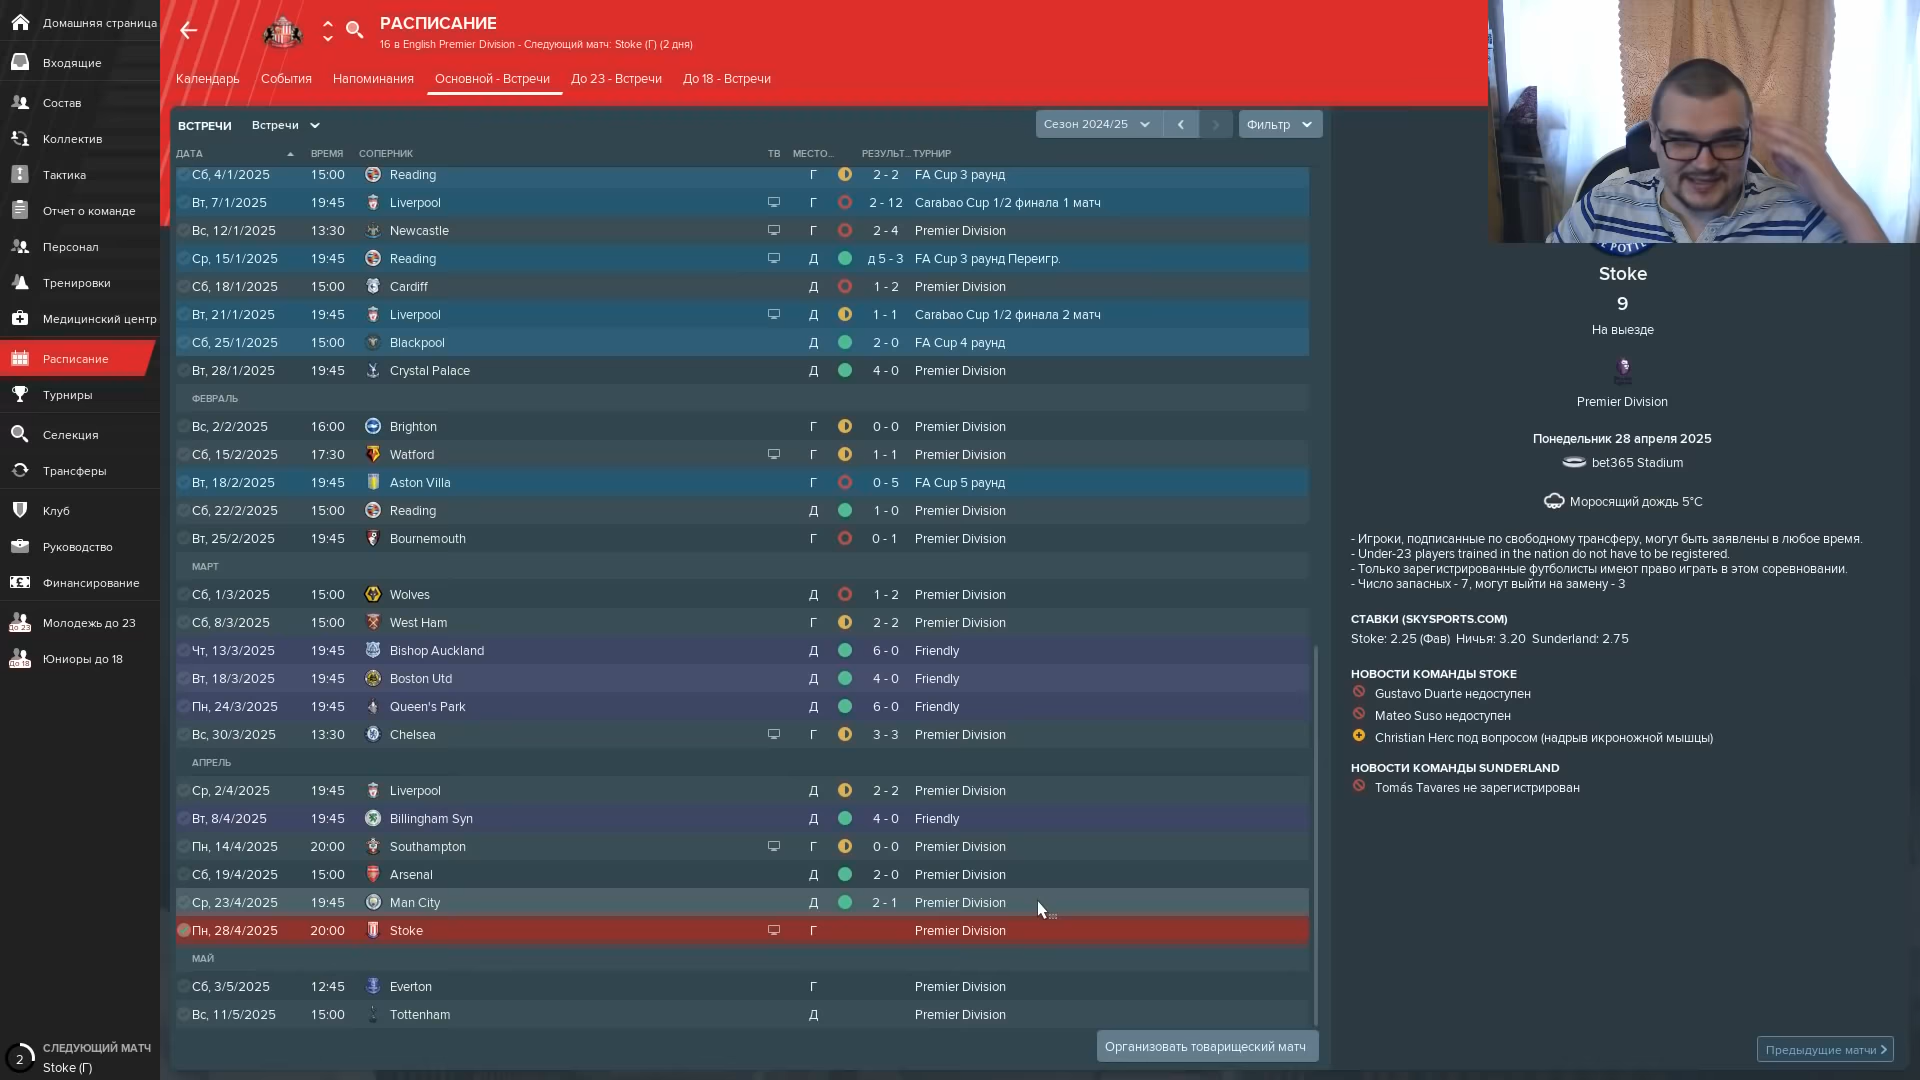 Домашняя страница
Входящие
Состав
Коллектив
Тактика
Отчет о команде
Персонал
Тренировки
Медицинский центр
Расписание
Турниры
Селекция
Трансферы
Клуб
Руководство
Финансирование
До 23
Молодежь до 23
До 18
Юниоры до 18
2
СЛЕДУЮЩИЙ МАТЧ
Stoke (Г)
РАСПИСАНИЕ
16 в English Premier Division - Следующий матч: Stoke (Г) (2 дня)
Календарь События Напоминания Основной - Встречи До 23 - Встречи До 18 - Встречи
ВСТРЕЧИ Встречи Сезон 2024/25 Фильтр
ДАТА ВРЕМЯ СОПЕРНИК ТВ МЕСТО... РЕЗУЛЬТ... ТУРНИР
Сб, 4/1/2025 15:00 Reading Г 2 - 2 FA Cup 3 раунд
Вт, 7/1/2025 19:45 Liverpool Г 2 - 12 Carabao Cup 1/2 финала 1 матч
Вс, 12/1/2025 13:30 Newcastle Г 2 - 4 Premier Division
Ср, 15/1/2025 19:45 Reading Д д 5 - 3 FA Cup 3 раунд Переигр.
Сб, 18/1/2025 15:00 Cardiff Д 1 - 2 Premier Division
Вт, 21/1/2025 19:45 Liverpool Д 1 - 1 Carabao Cup 1/2 финала 2 матч
Сб, 25/1/2025 15:00 Blackpool Д 2 - 0 FA Cup 4 раунд
Вт, 28/1/2025 19:45 Crystal Palace Д 4 - 0 Premier Division
ФЕВРАЛЬ
Вс, 2/2/2025 16:00 Brighton Г 0 - 0 Premier Division
Сб, 15/2/2025 17:30 Watford Г 1 - 1 Premier Division
Вт, 18/2/2025 19:45 Aston Villa Г 0 - 5 FA Cup 5 раунд
Сб, 22/2/2025 15:00 Reading Д 1 - 0 Premier Division
Вт, 25/2/2025 19:45 Bournemouth Г 0 - 1 Premier Division
МАРТ
Сб, 1/3/2025 15:00 Wolves Д 1 - 2 Premier Division
Сб, 8/3/2025 15:00 West Ham Г 2 - 2 Premier Division
Чт, 13/3/2025 19:45 Bishop Auckland Д 6 - 0 Friendly
Вт, 18/3/2025 19:45 Boston Utd Д 4 - 0 Friendly
Пн, 24/3/2025 19:45 Queen's Park Д 6 - 0 Friendly
Вс, 30/3/2025 13:30 Chelsea Г 3 - 3 Premier Division
АПРЕЛЬ
Ср, 2/4/2025 19:45 Liverpool Д 2 - 2 Premier Division
Вт, 8/4/2025 19:45 Billingham Syn Д 4 - 0 Friendly
Пн, 14/4/2025 20:00 Southampton Г 0 - 0 Premier Division
Сб, 19/4/2025 15:00 Arsenal Д 2 - 0 Premier Division
Ср, 23/4/2025 19:45 Man City Д 2 - 1 Premier Division
Пн, 28/4/2025 20:00 Stoke Г Premier Division
МАЙ
Сб, 3/5/2025 12:45 Everton Г Premier Division
Вс, 11/5/2025 15:00 Tottenham Д Premier Division
Организовать товарищеский матч
Stoke
9
На выезде
Premier Division
Понедельник 28 апреля 2025
bet365 Stadium
Моросящий дождь 5°C
- Игроки, подписанные по свободному трансферу, могут быть заявлены в любое время.
- Under-23 players trained in the nation do not have to be registered.
- Только зарегистрированные футболисты имеют право играть в этом соревновании.
- Число запасных - 7, могут выйти на замену - 3
СТАВКИ (SKYSPORTS.COM)
Stoke: 2.25 (Фав) Ничья: 3.20 Sunderland: 2.75
НОВОСТИ КОМАНДЫ STOKE
Gustavo Duarte недоступен
Mateo Suso недоступен
Christian Herc под вопросом (надрыв икроножной мышцы)
НОВОСТИ КОМАНДЫ SUNDERLAND
Tomás Tavares не зарегистрирован
Предыдущие матчи